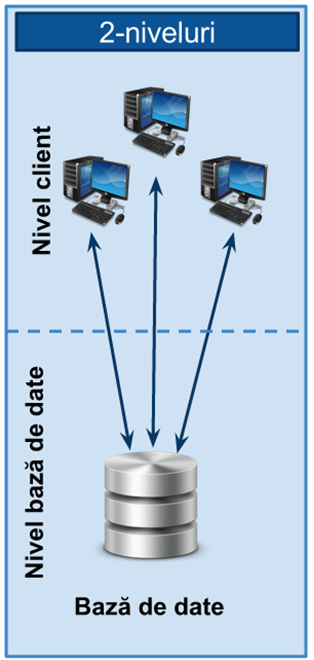 2-niveluri
Nivel client
Nivel bază de date
Bază de date